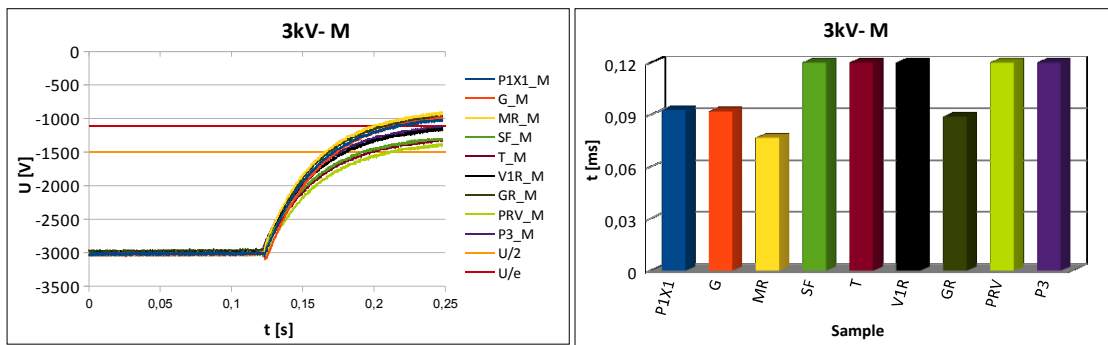 3kV- M
0
-500
-1000
-1500
-2000
-2500
-3000
-3500
U [V]
0
0,05
0,1
0,15
0,2
0,25
t [s]
P1X1_M
G_M
MR_M
SF_M
T_M
V1R_M
GR_M
PRV_M
P3_M
U/2
U/e
3kV- M
0,12
0,09
0,06
0,03
0
t [ms]
P1X1
G
MR
SF
T
V1R
GR
PRV
P3
Sample